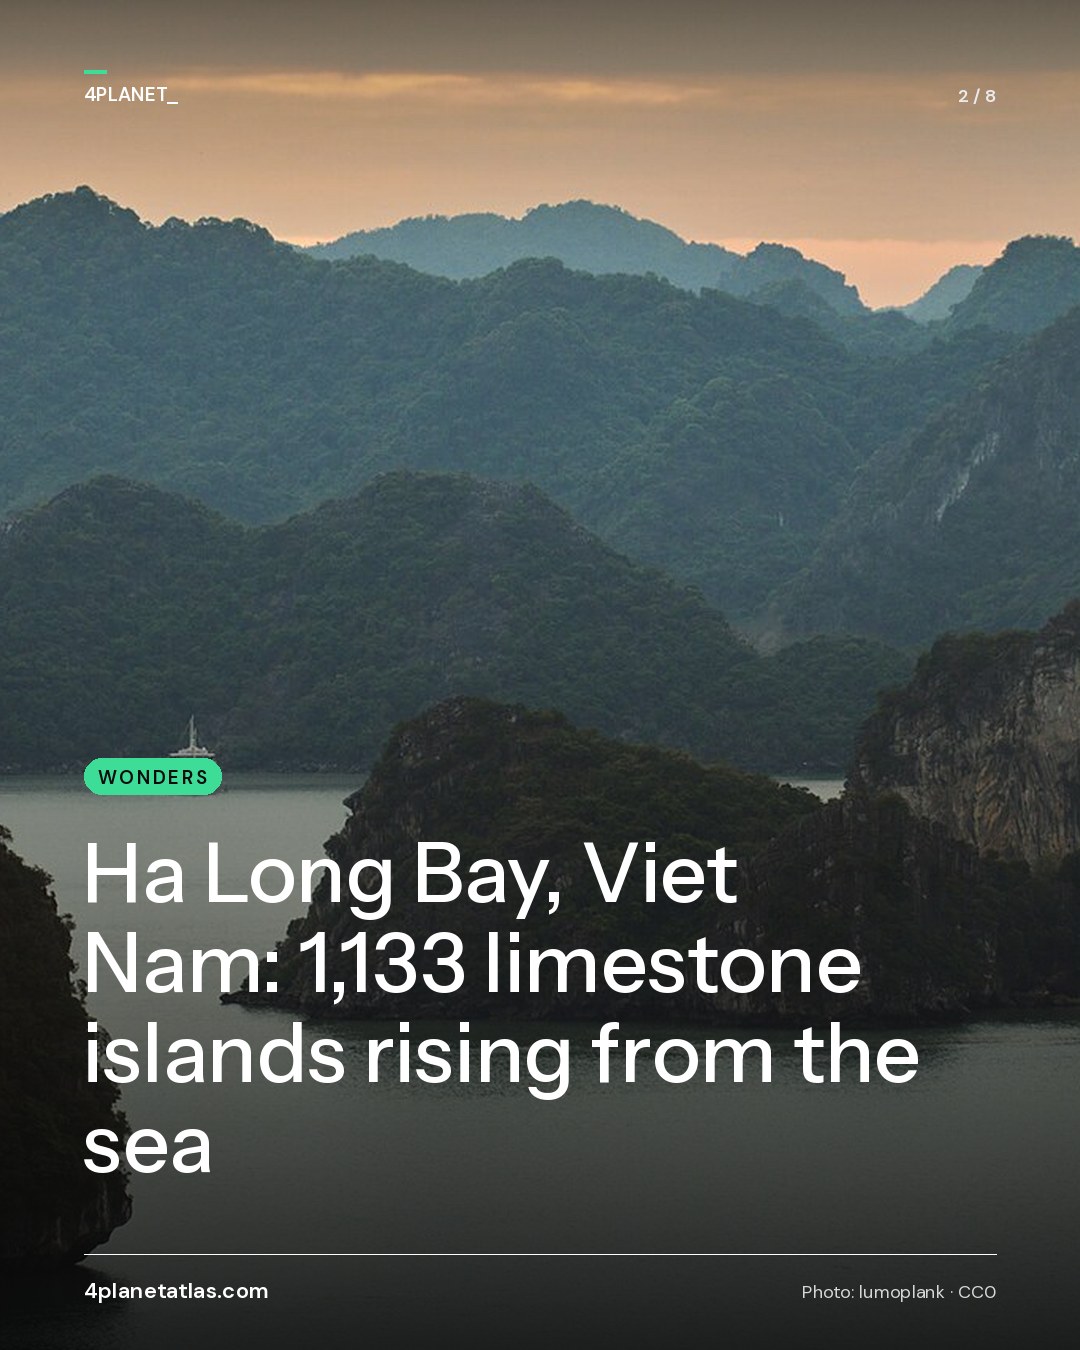 4PLANET_
2 / 8
WONDERS
Ha Long Bay, Viet
Nam: 1,133 limestone
islands rising from the
sea
4planetatlas.com
Photo: lumoplank · CC0